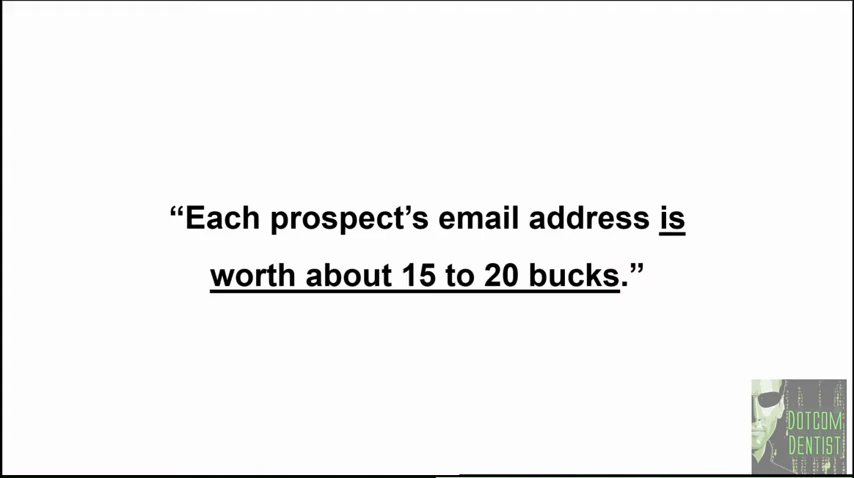 “Each prospect’s email address is
worth about 15 to 20 bucks.”
DOTCOM
DENTIST